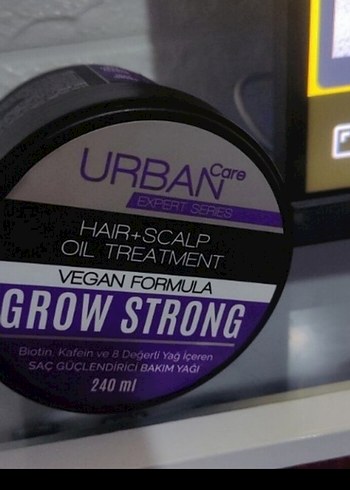 URBAN Care
EXPERT SERIES
HAIR+SCALP
OIL TREATMENT
VEGAN FORMULA
GROW STRONG
Biotin, Kafein ve 8 Değerli Yağ İçeren
SAÇ GÜÇLENDİRİCİ BAKIM YAĞI
240 ml